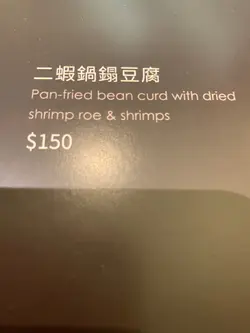 二蝦鍋鎉豆腐
Pan-fried bean curd with dried
shrimp roe & shrimps
$150